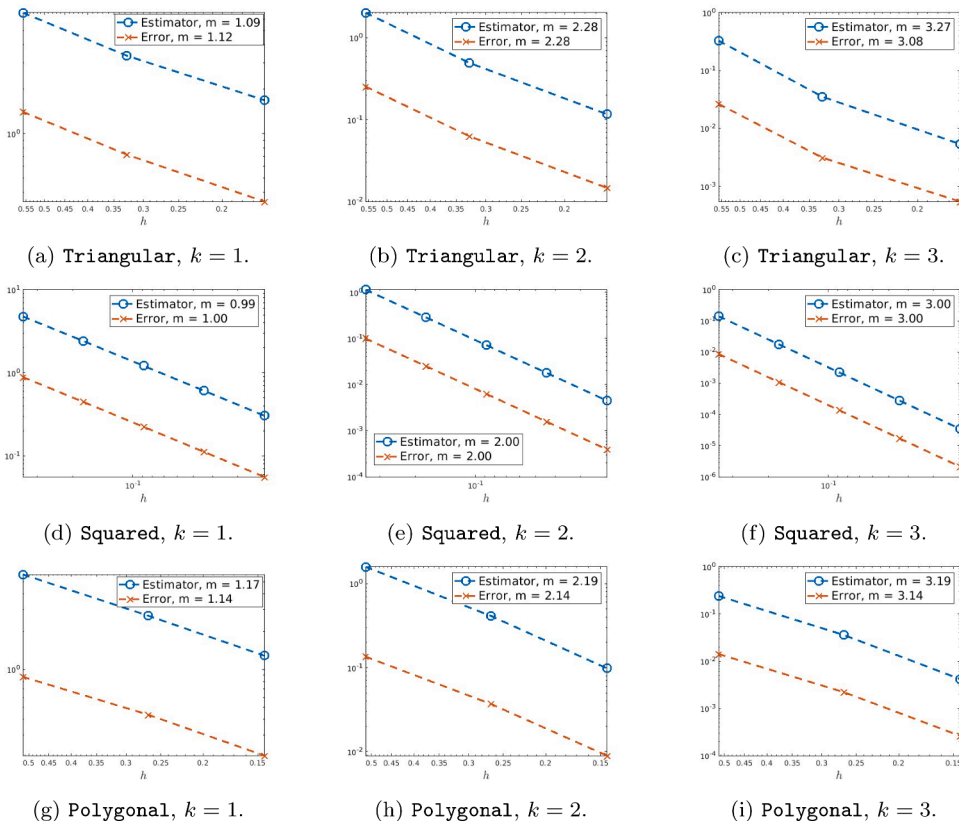 Estimator, m = 1.09
Error, m = 1.12
10^0
0.55 0.5 0.45 0.4 0.35 0.3 0.25 0.2
h
(a) Triangular, k = 1.
Estimator, m = 2.28
Error, m = 2.28
10^0
10^-1
10^-2
0.55 0.5 0.45 0.4 0.35 0.3 0.25 0.2
h
(b) Triangular, k = 2.
Estimator, m = 3.27
Error, m = 3.08
10^0
10^-1
10^-2
10^-3
0.55 0.5 0.45 0.4 0.35 0.3 0.25 0.2
h
(c) Triangular, k = 3.
Estimator, m = 0.99
Error, m = 1.00
10^1
10^0
10^-1
10^-1
h
(d) Squared, k = 1.
10^0
10^-1
10^-2
10^-3
10^-4
Estimator, m = 2.00
Error, m = 2.00
10^-1
h
(e) Squared, k = 2.
Estimator, m = 3.00
Error, m = 3.00
10^0
10^-1
10^-2
10^-3
10^-4
10^-5
10^-6
10^-1
h
(f) Squared, k = 3.
Estimator, m = 1.17
Error, m = 1.14
10^0
0.5 0.45 0.4 0.35 0.3 0.25 0.2 0.15
h
(g) Polygonal, k = 1.
Estimator, m = 2.19
Error, m = 2.14
10^0
10^-1
10^-2
0.5 0.45 0.4 0.35 0.3 0.25 0.2 0.15
h
(h) Polygonal, k = 2.
Estimator, m = 3.19
Error, m = 3.14
10^0
10^-1
10^-2
10^-3
10^-4
0.5 0.45 0.4 0.35 0.3 0.25 0.2 0.15
h
(i) Polygonal, k = 3.